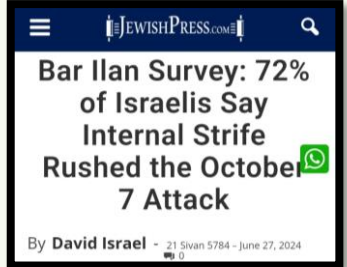 JEWISHPRESS.COM
Bar Ilan Survey: 72%
of Israelis Say
Internal Strife
Rushed the October
7 Attack
By David Israel - 21 Sivan 5784 – June 27, 2024
0